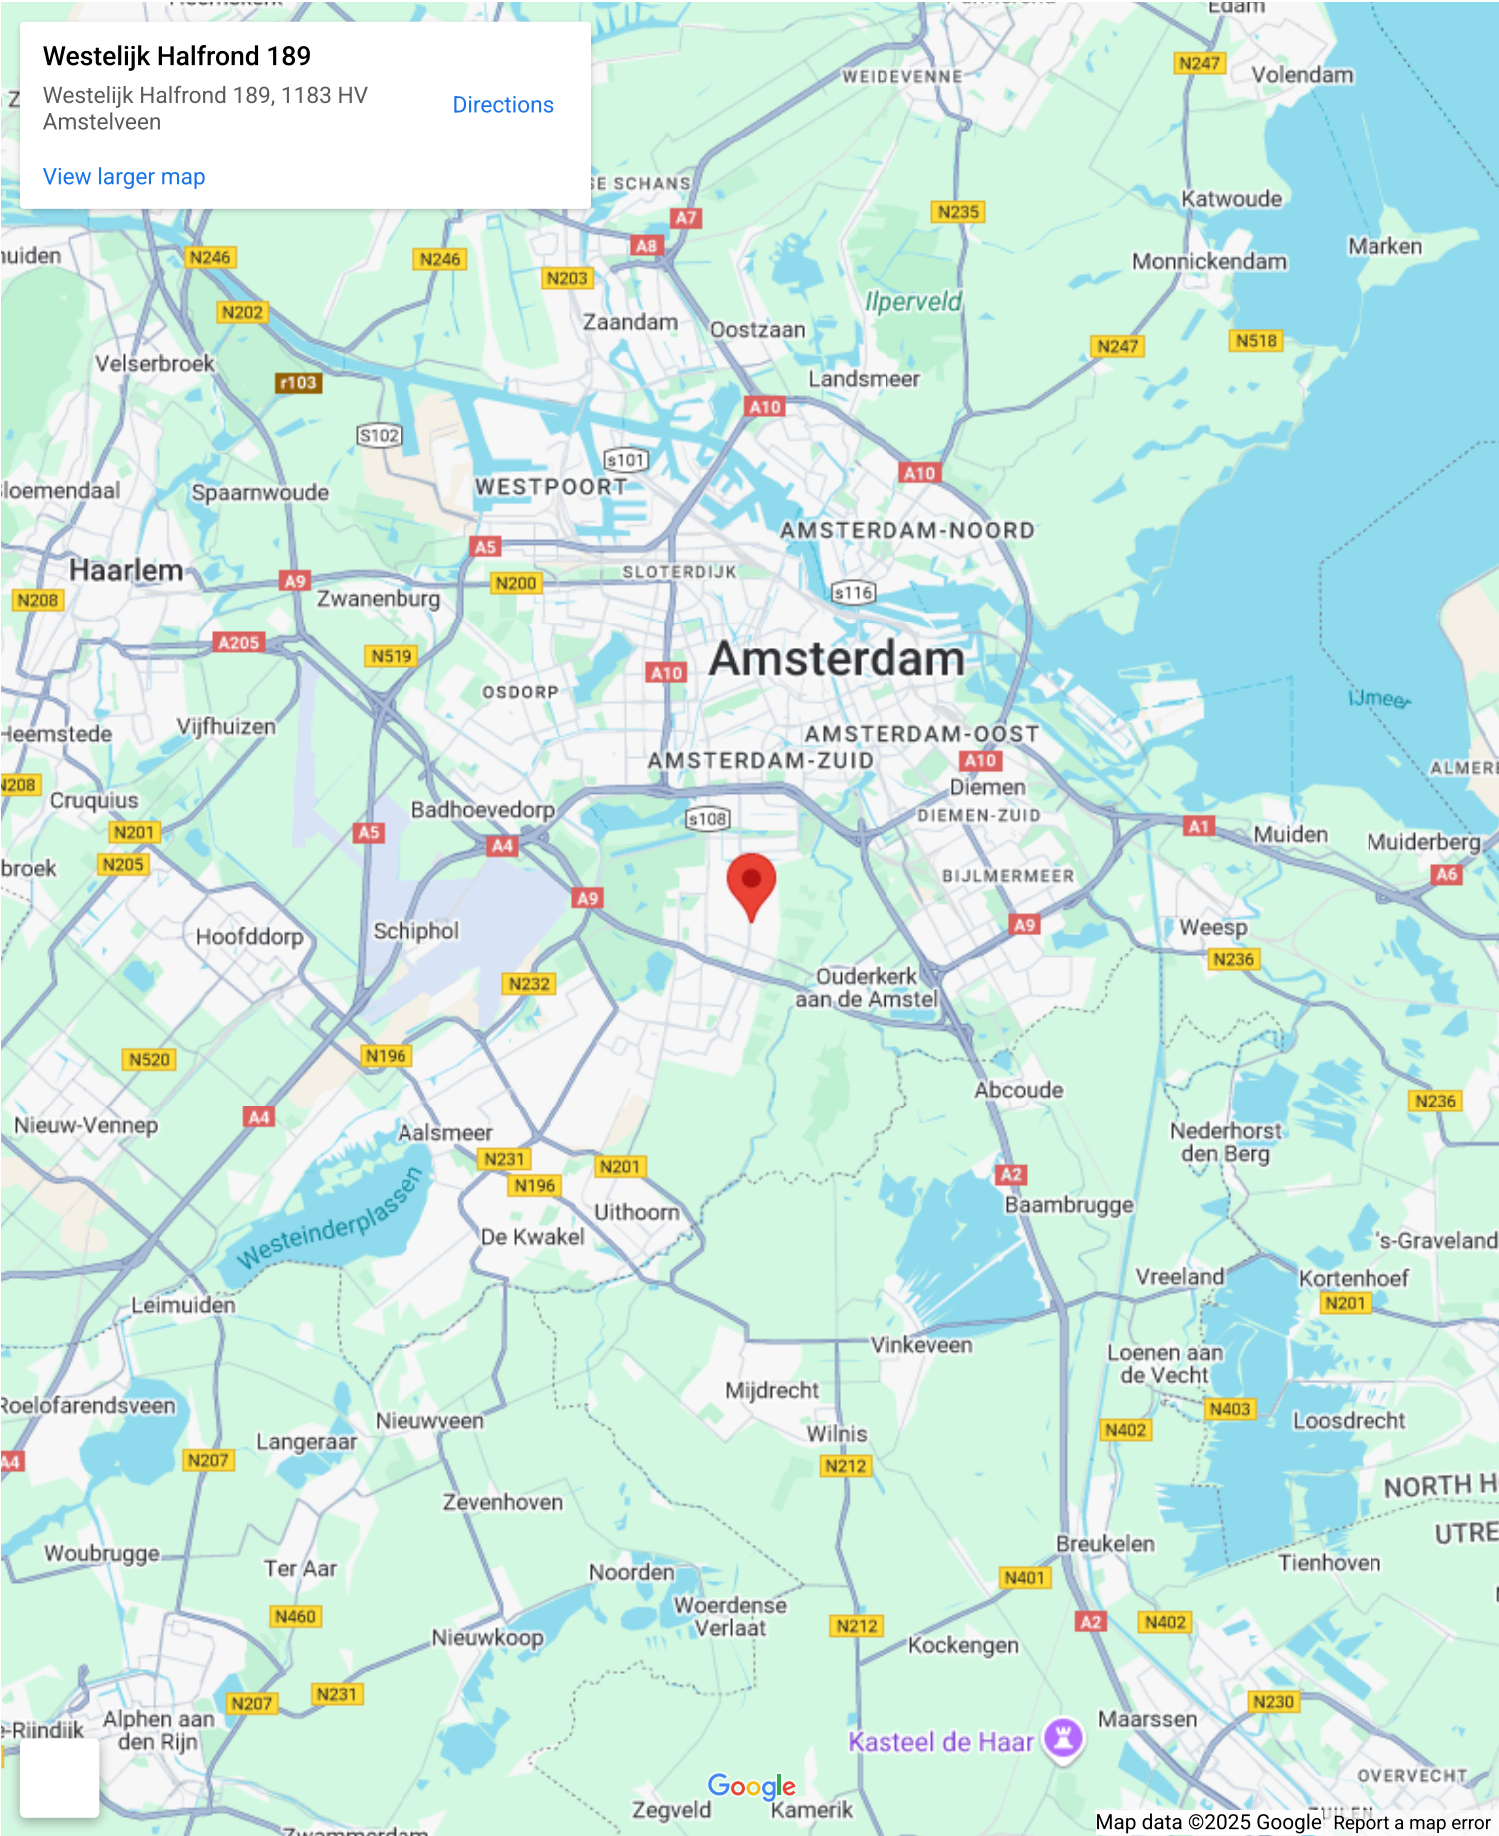 Westelijk Halfrond 189
Westelijk Halfrond 189, 1183 HV
Amstelveen
Directions
View larger map
Edam
N247
Volendam
WEIDEVENNE
SE SCHANS
A7
N235
Katwoude
A8
Marken
N246
N246
Monnickendam
N203
Ilperveld
N202
Zaandam
Oostzaan
N518
N247
Velserbroek
r103
Landsmeer
A10
S102
s101
A10
WESTPOORT
Spaarnwoude
AMSTERDAM-NOORD
A5
Haarlem
SLOTERDIJK
A9
N200
s116
N208
Zwanenburg
A205
N519
Amsterdam
A10
OSDORP
IJmeer
Vijfhuizen
Heemstede
AMSTERDAM-OOST
AMSTERDAM-ZUID
A10
ALMERE
N208
Diemen
Cruquius
Badhoevedorp
DIEMEN-ZUID
s108
A1
N201
A5
Muiden
Muiderberg
A4
N205
broek
BIJLMERMEER
A6
A9
A9
Weesp
Schiphol
Hoofddorp
N236
Ouderkerk
aan de Amstel
N232
N520
N196
Abcoude
N236
A4
Nieuw-Vennep
Aalsmeer
Nederhorst
den Berg
N231
N201
A2
N196
Baambrugge
Westeinderplassen
Uithoorn
De Kwakel
's-Graveland
Vreeland
Kortenhoef
Leimuiden
N201
Vinkeveen
Loenen aan
de Vecht
Mijdrecht
Roelofarendsveen
N403
Nieuwveen
Loosdrecht
N402
Wilnis
Langeraar
A4
N207
N212
NORTH H
Zevenhoven
UTRE
Breukelen
Woubrugge
Tienhoven
Ter Aar
Noorden
N401
Woerdense
Verlaat
N460
A2
N402
N212
Nieuwkoop
Kockengen
N231
N207
N230
Alphen aan
den Rijn
Maarssen
Kasteel de Haar
OVERVECHT
Google
Zegveld
Kamerik
Map data ©2025 Google
Report a map error